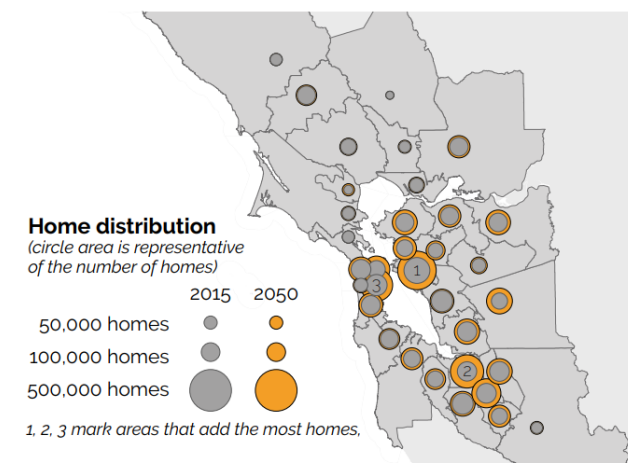 1
3
2
Home distribution
(circle area is representative
of the number of homes)
2015 2050
50,000 homes
100,000 homes
500,000 homes
1, 2, 3 mark areas that add the most homes,